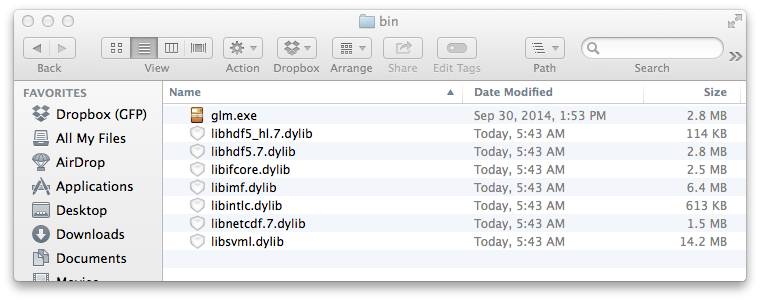 bin
Back View Action Dropbox Arrange Share Edit Tags Path Search
FAVORITES
Dropbox (GFP)
All My Files
AirDrop
Applications
Desktop
Downloads
Documents
Movies
Name Date Modified Size
glm.exe Sep 30, 2014, 1:53 PM 2.8 MB
libhdf5_hl.7.dylib Today, 5:43 AM 114 KB
libhdf5.7.dylib Today, 5:43 AM 2.8 MB
libifcore.dylib Today, 5:43 AM 2.5 MB
libimf.dylib Today, 5:43 AM 6.4 MB
libintlc.dylib Today, 5:43 AM 613 KB
libnetcdf.7.dylib Today, 5:43 AM 1.5 MB
libsvml.dylib Today, 5:43 AM 14.2 MB